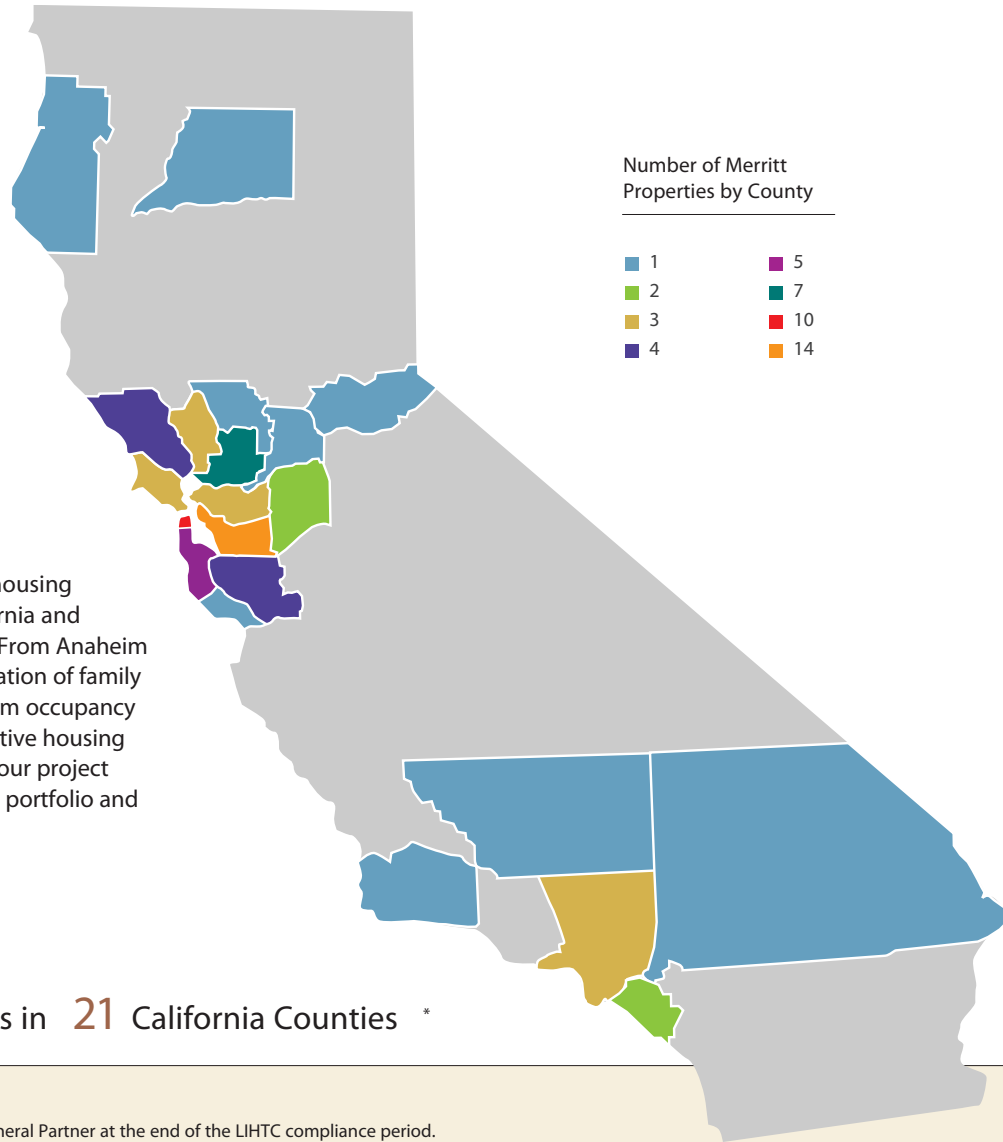 Number of Merritt
Properties by County
1
2
3
4
5
7
10
14
housing
rnia and
From Anaheim
ation of family
m occupancy
tive housing
our project
portfolio and
s in 21 California Counties *
neral Partner at the end of the LIHTC compliance period.